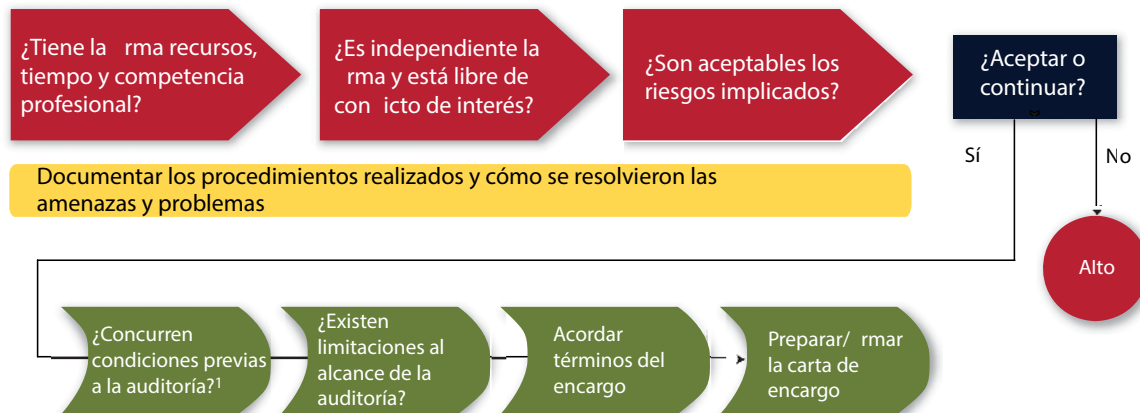 ¿Tiene la rma recursos,
tiempo y competencia
profesional?
¿Es independiente la
rma y está libre de
con icto de interés?
¿Son aceptables los
riesgos implicados?
¿Aceptar o
continuar?
Sí
No
Documentar los procedimientos realizados y cómo se resolvieron las
amenazas y problemas
Alto
¿Concurren
condiciones previas
a la auditoría?¹
¿Existen
limitaciones al
alcance de la
auditoría?
Acordar
términos del
encargo
Preparar/ rmar
la carta de
encargo